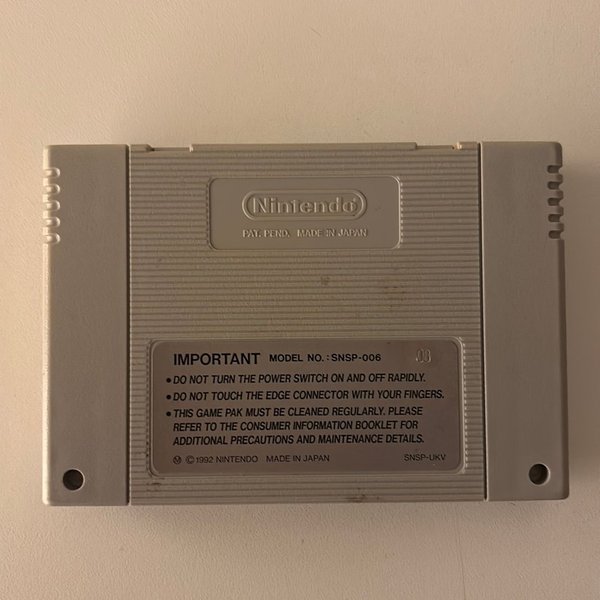 Nintendo
PAT. PEND. MADE IN JAPAN
IMPORTANT MODEL NO.: SNSP-006
• DO NOT TURN THE POWER SWITCH ON AND OFF RAPIDLY.
• DO NOT TOUCH THE EDGE CONNECTOR WITH YOUR FINGERS.
• THIS GAME PAK MUST BE CLEANED REGULARLY. PLEASE
REFER TO THE CONSUMER INFORMATION BOOKLET FOR
ADDITIONAL PRECAUTIONS AND MAINTENANCE DETAILS.
Ⓜ © 1992 NINTENDO MADE IN JAPAN SNSP-UKV